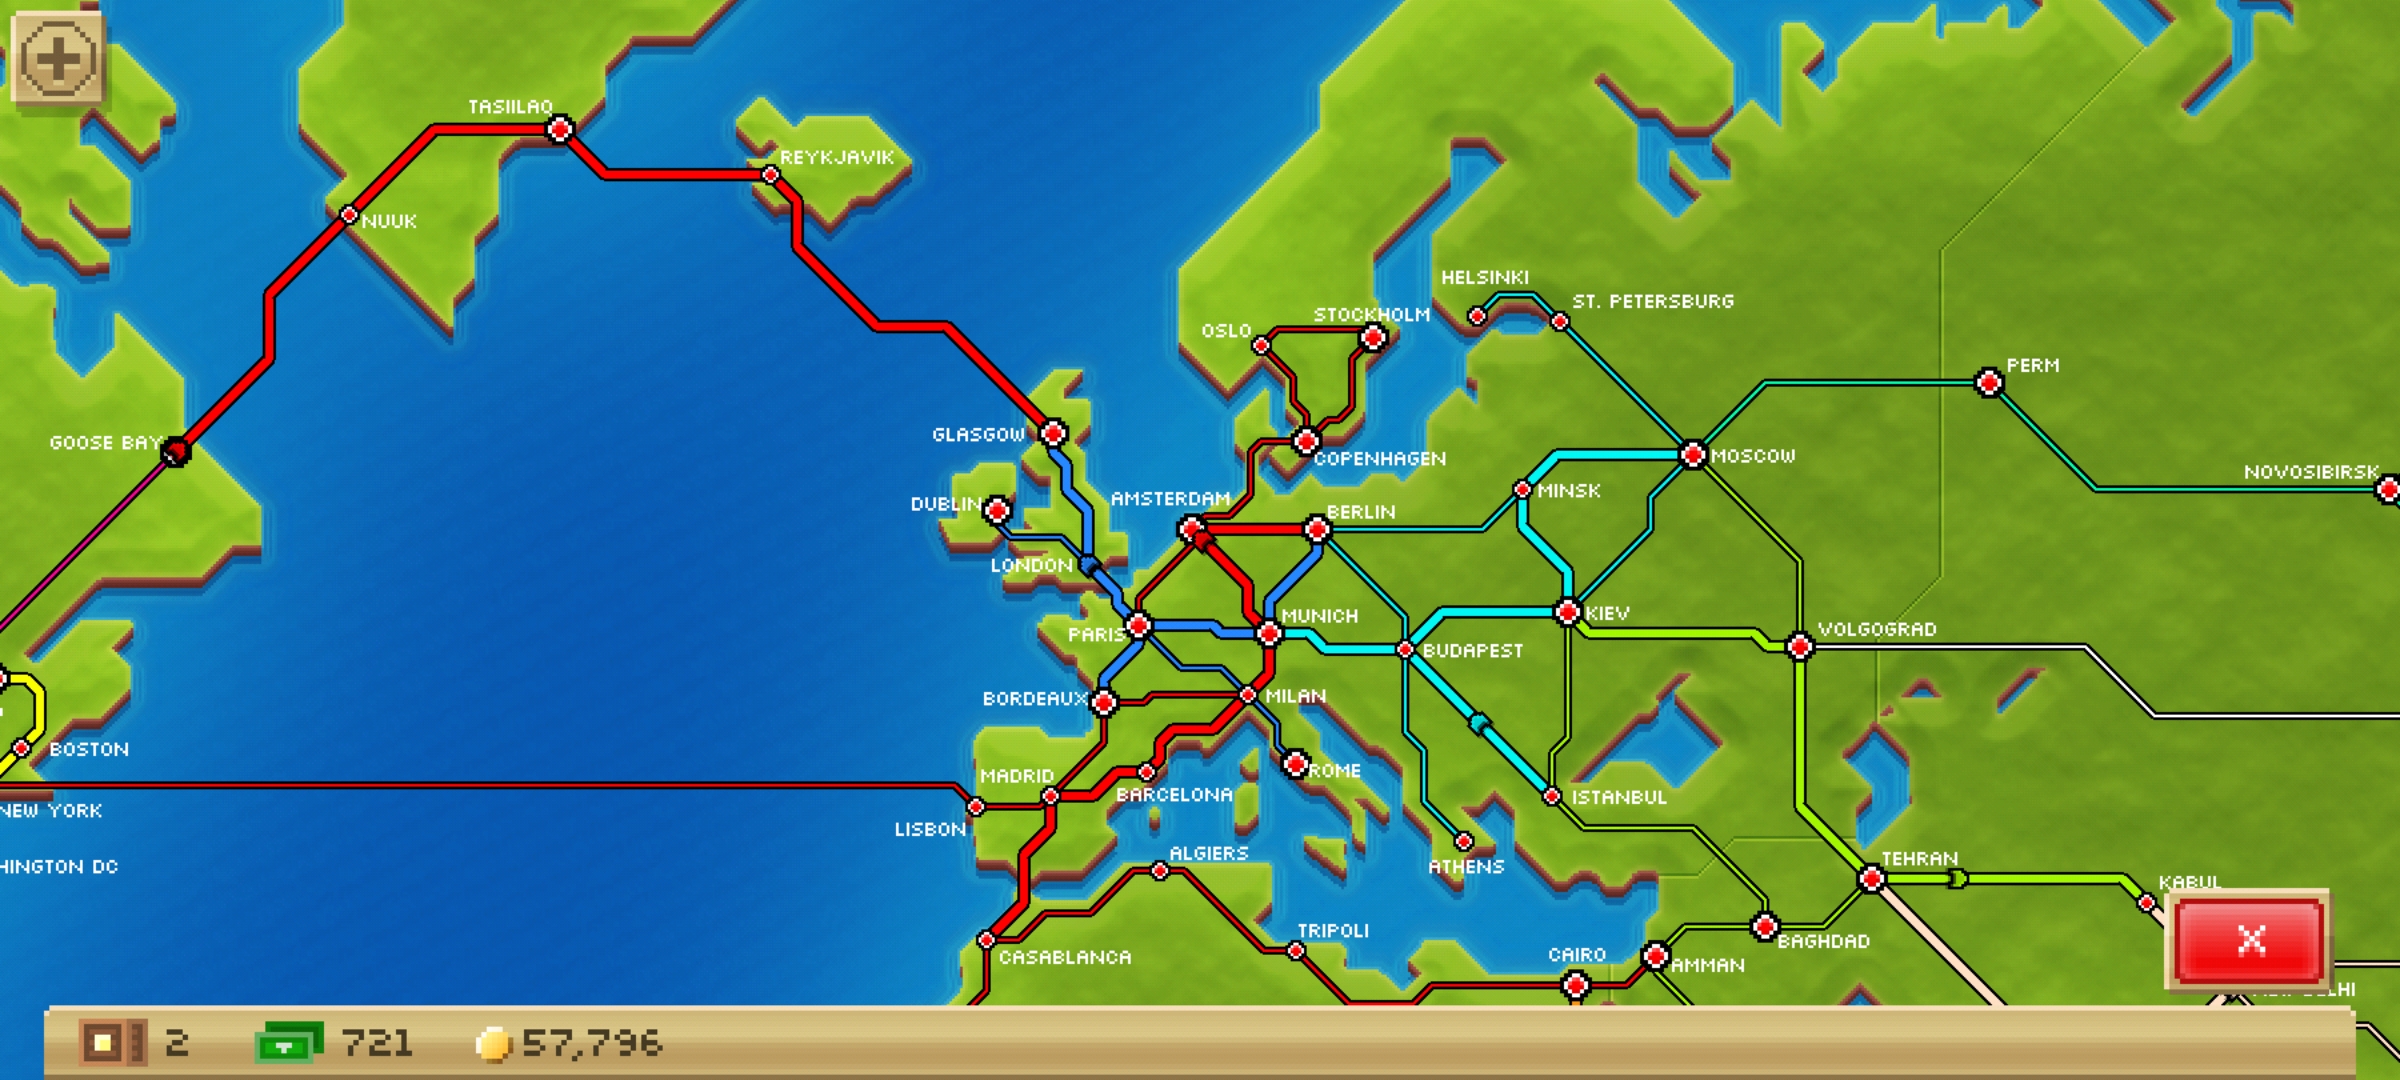 TASIILAQ
REYKJAVIK
NUUK
HELSINKI
ST. PETERSBURG
STOCKHOLM
OSLO
PERM
GOOSE BAY
GLASGOW
COPENHAGEN
MOSCOW
NOVOSIBIRSK
MINSK
DUBLIN
AMSTERDAM
BERLIN
LONDON
MUNICH
KIEV
PARIS
BUDAPEST
VOLGOGRAD
BORDEAUX
MILAN
BOSTON
MADRID
ROME
BARCELONA
ISTANBUL
NEW YORK
LISBON
HINGTON DC
ALGIERS
ATHENS
TEHRAN
KABUL
TRIPOLI
BAGHDAD
CASABLANCA
CAIRO
AMMAN
X
2
721
57,796